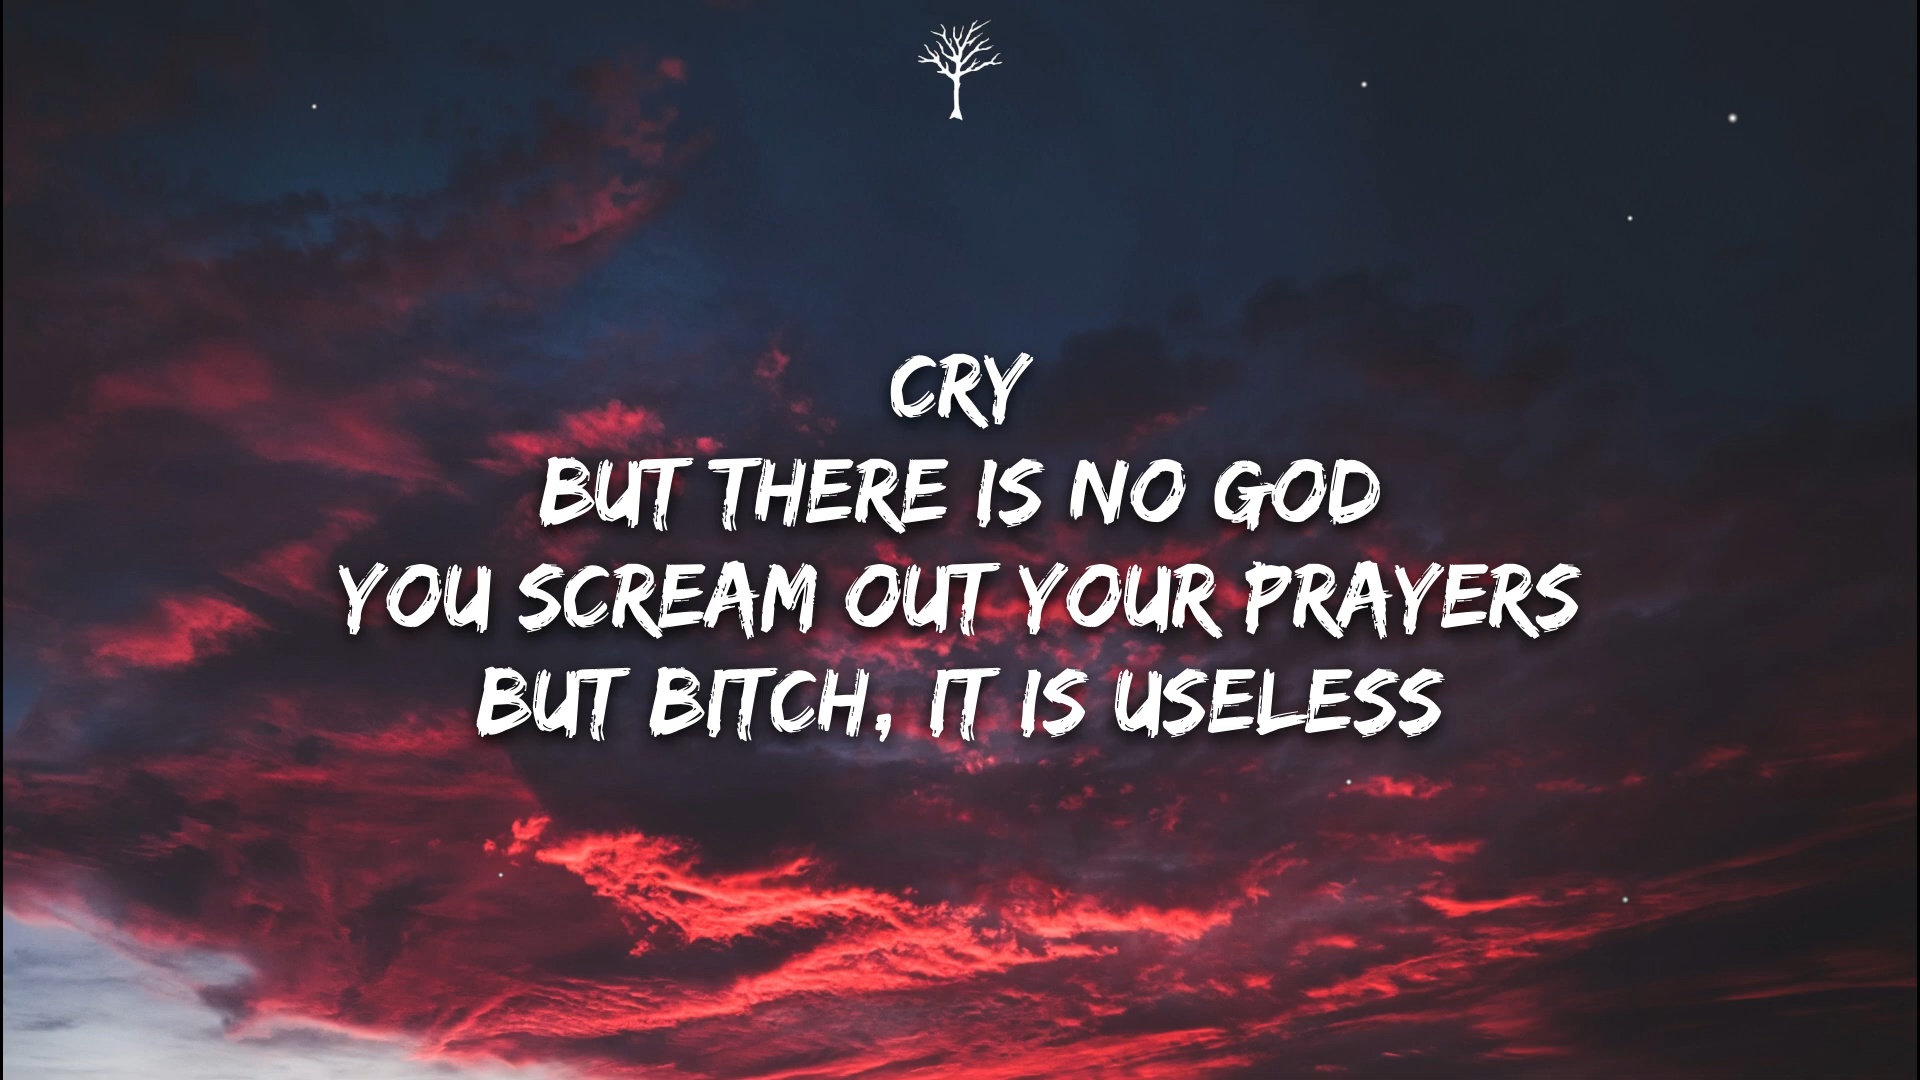 CRY
BUT THERE IS NO GOD
YOU SCREAM OUT YOUR PRAYERS
BUT BITCH, IT IS USELESS